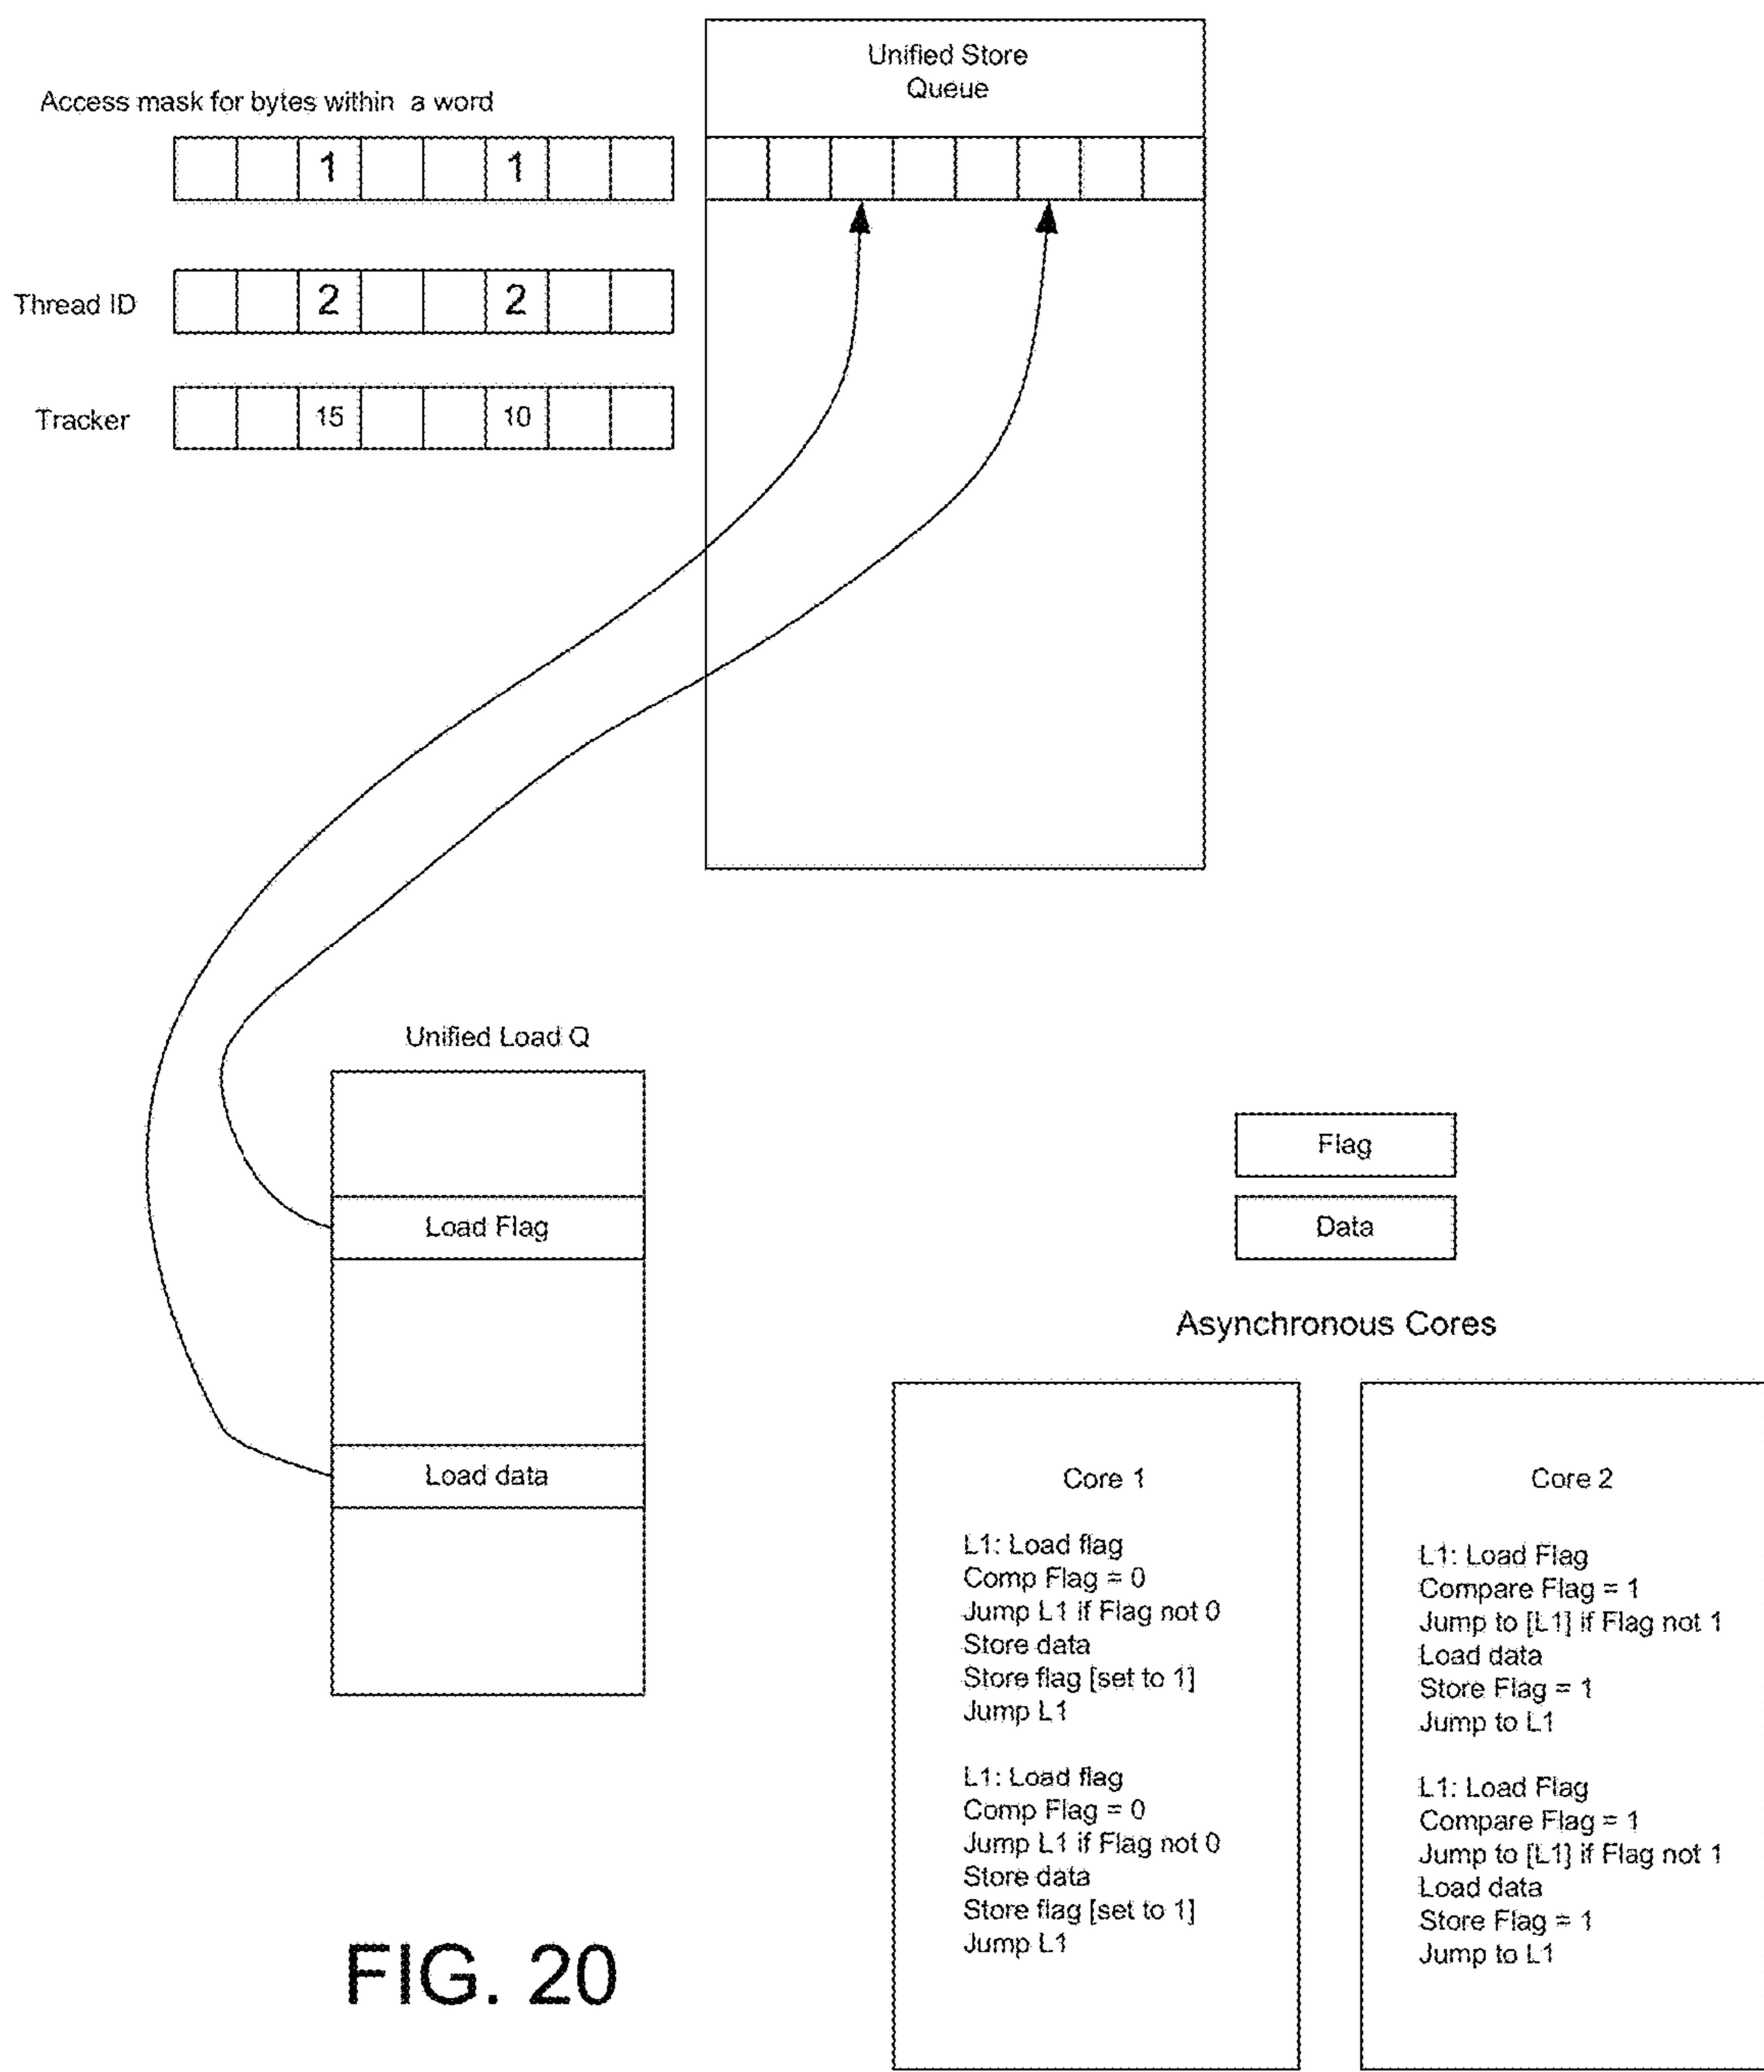 Unified Store
Queue
Access mask for bytes within a word
1 1
Thread ID
2 2
Tracker
15 10
Unified Load Q
Load Flag
Load data
Flag
Data
Asynchronous Cores
Core 1
L1: Load flag
Comp Flag = 0
Jump L1 if Flag not 0
Store data
Store flag [set to 1]
Jump L1
L1: Load flag
Comp Flag = 0
Jump L1 if Flag not 0
Store data
Store flag [set to 1]
Jump L1
Core 2
L1: Load Flag
Compare Flag = 1
Jump to [L1] if Flag not 1
Load data
Store Flag = 1
Jump to L1
L1: Load Flag
Compare Flag = 1
Jump to [L1] if Flag not 1
Load data
Store Flag = 1
Jump to L1
FIG. 20